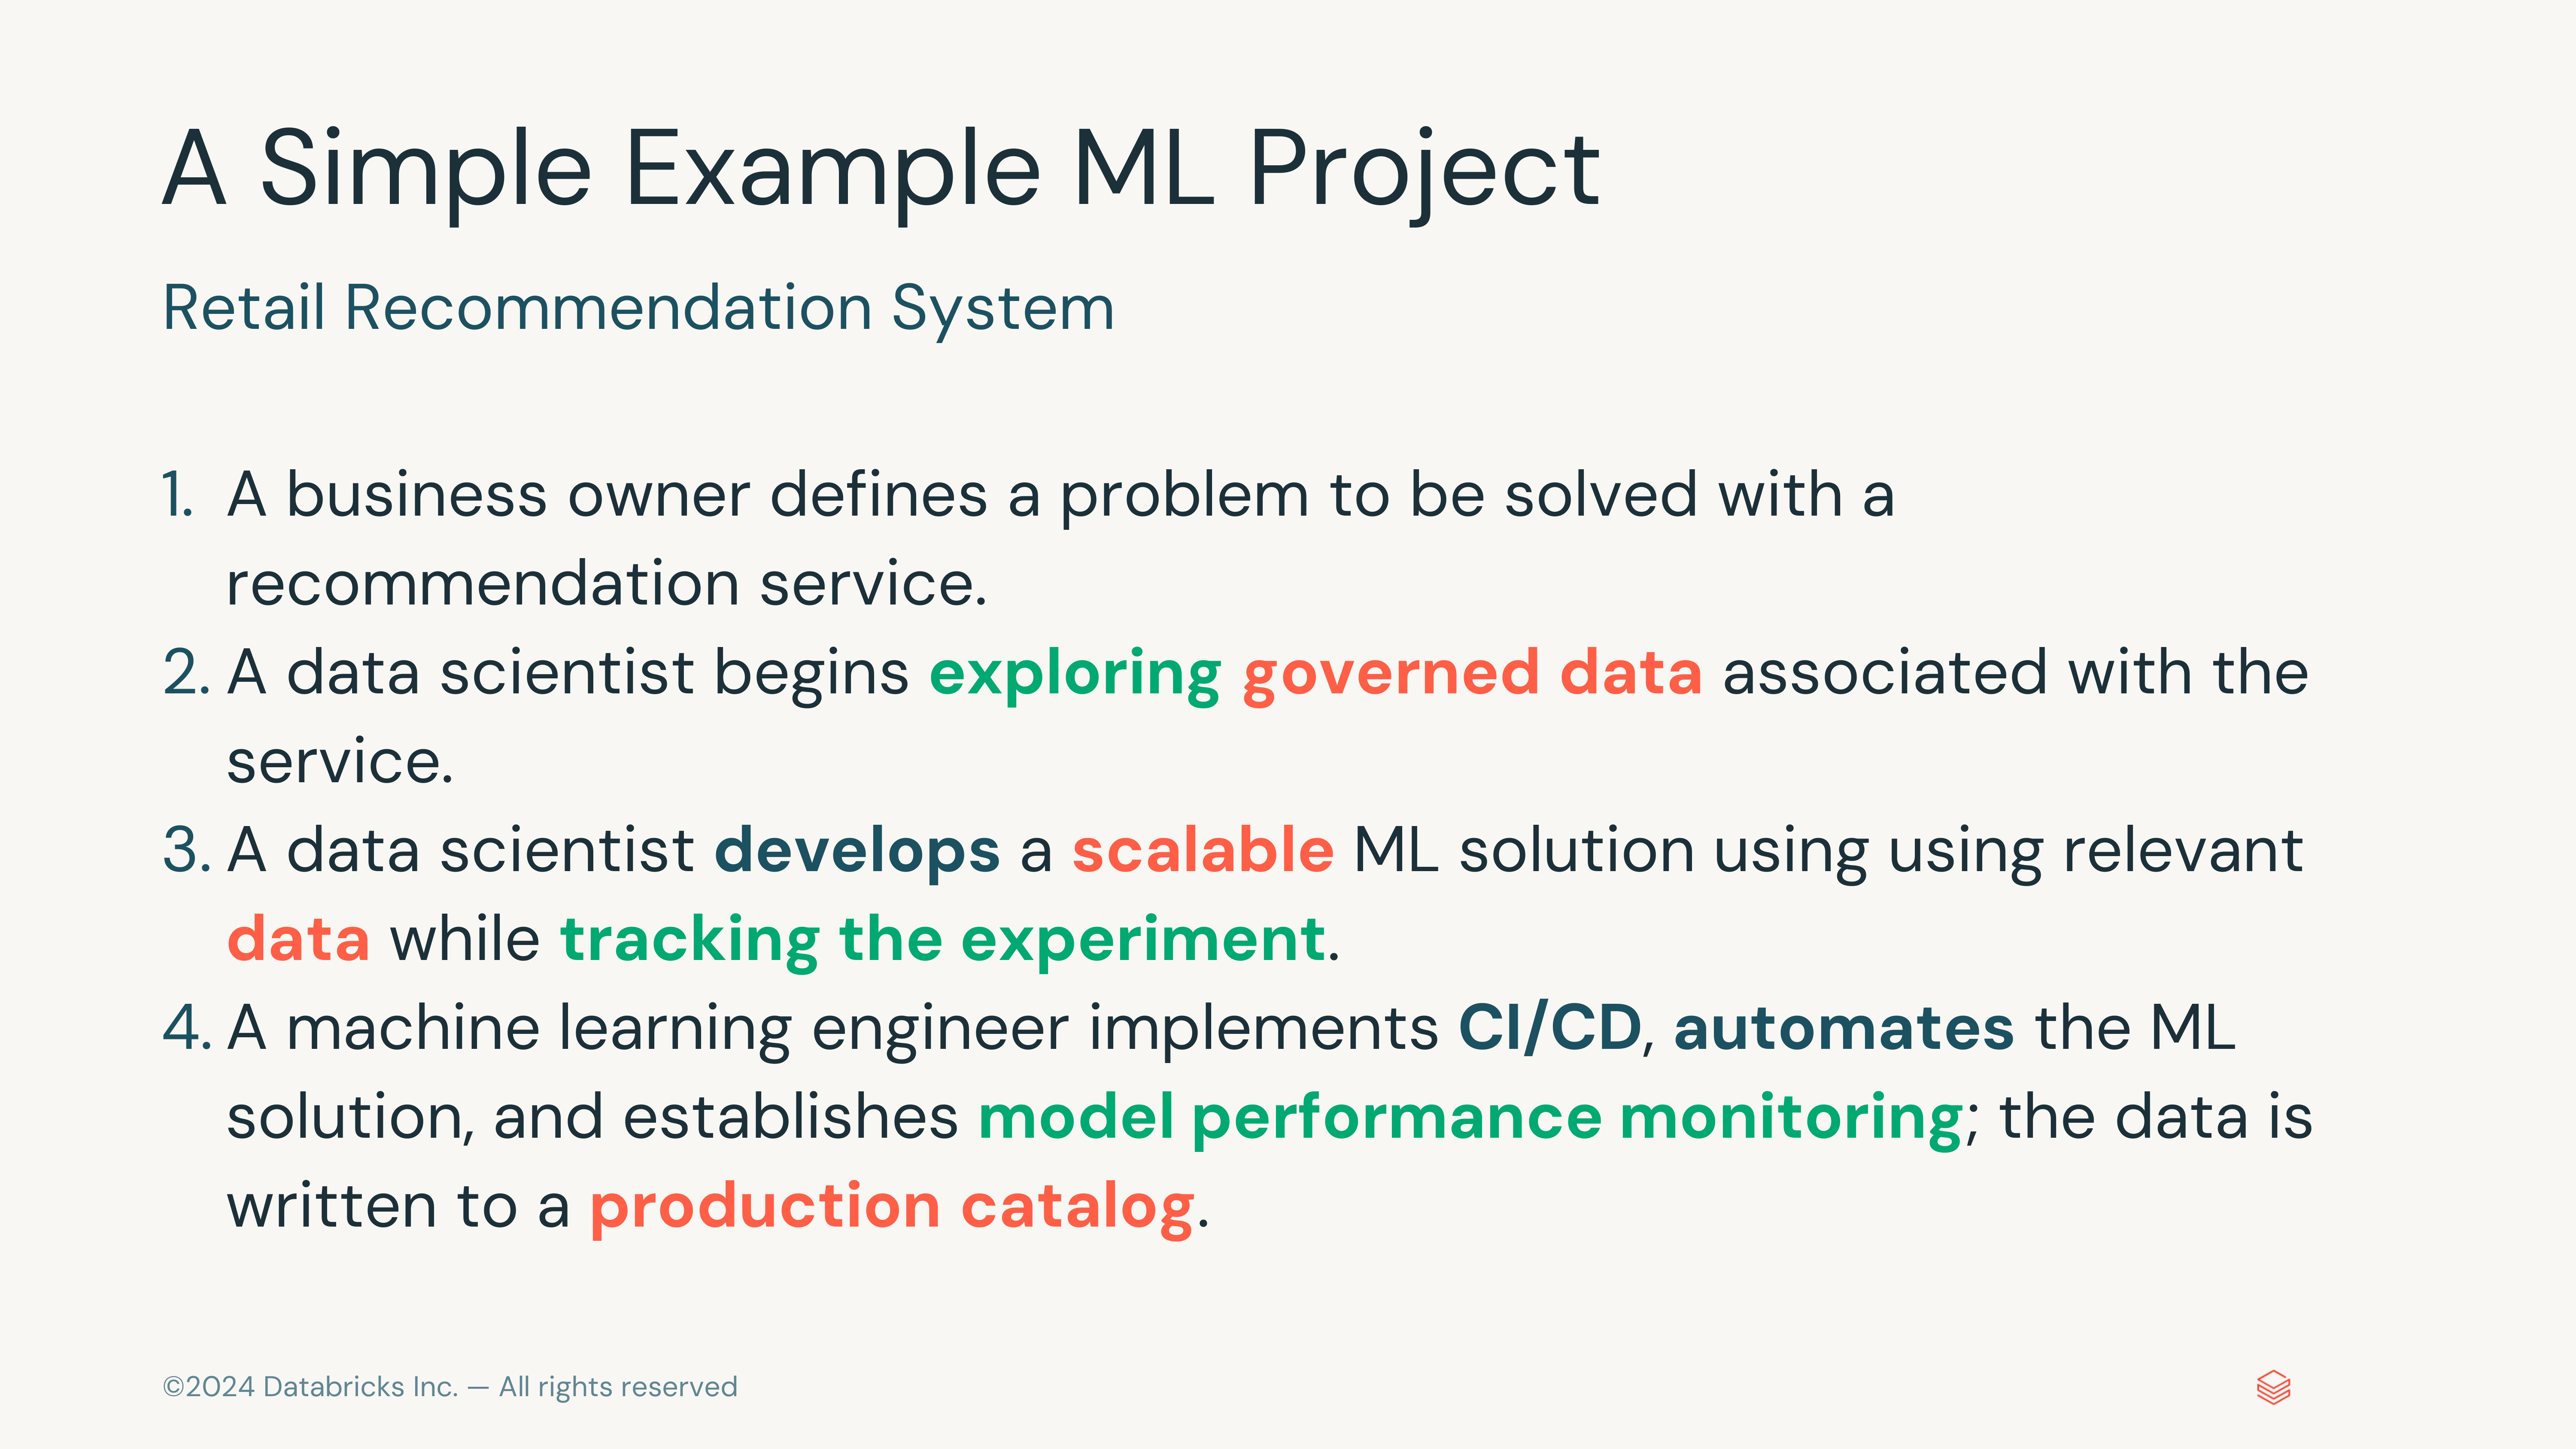 A Simple Example ML Project
Retail Recommendation System
1. A business owner defines a problem to be solved with a
recommendation service.
2. A data scientist begins exploring governed data associated with the
service.
3. A data scientist develops a scalable ML solution using using relevant
data while tracking the experiment.
4. A machine learning engineer implements CI/CD, automates the ML
solution, and establishes model performance monitoring; the data is
written to a production catalog.
©2024 Databricks Inc. — All rights reserved